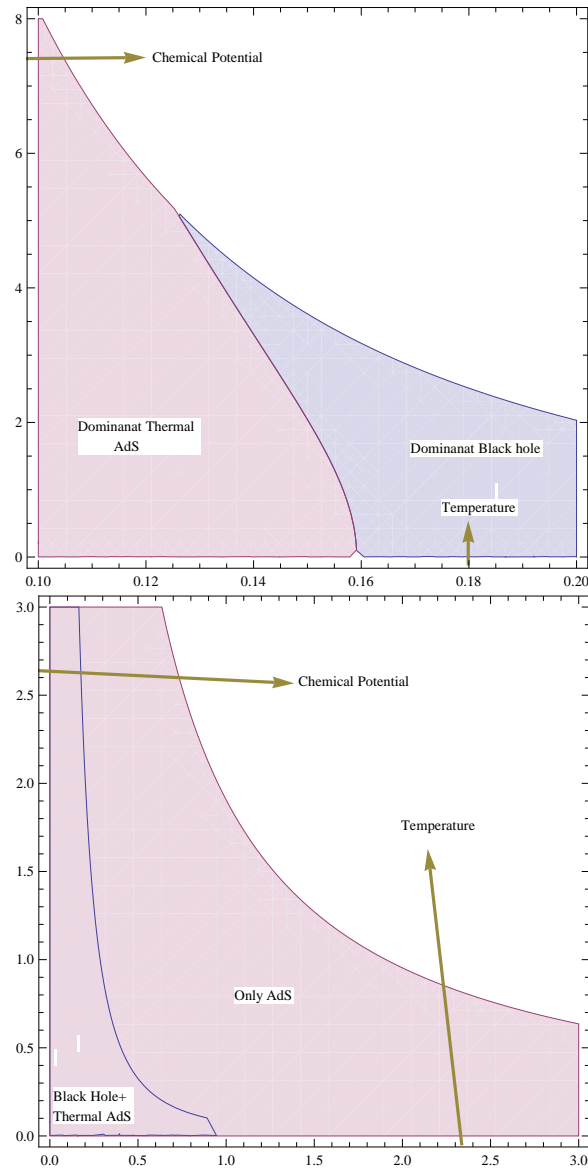 8
Chemical Potential
6
4
2
Dominanat Thermal
AdS
Dominanat Black hole
Temperature
0
0.10 0.12 0.14 0.16 0.18 0.20
3.0
Chemical Potential
2.5
2.0
Temperature
1.5
1.0
Only AdS
0.5
Black Hole+
Thermal AdS
0.0
0.0 0.5 1.0 1.5 2.0 2.5 3.0